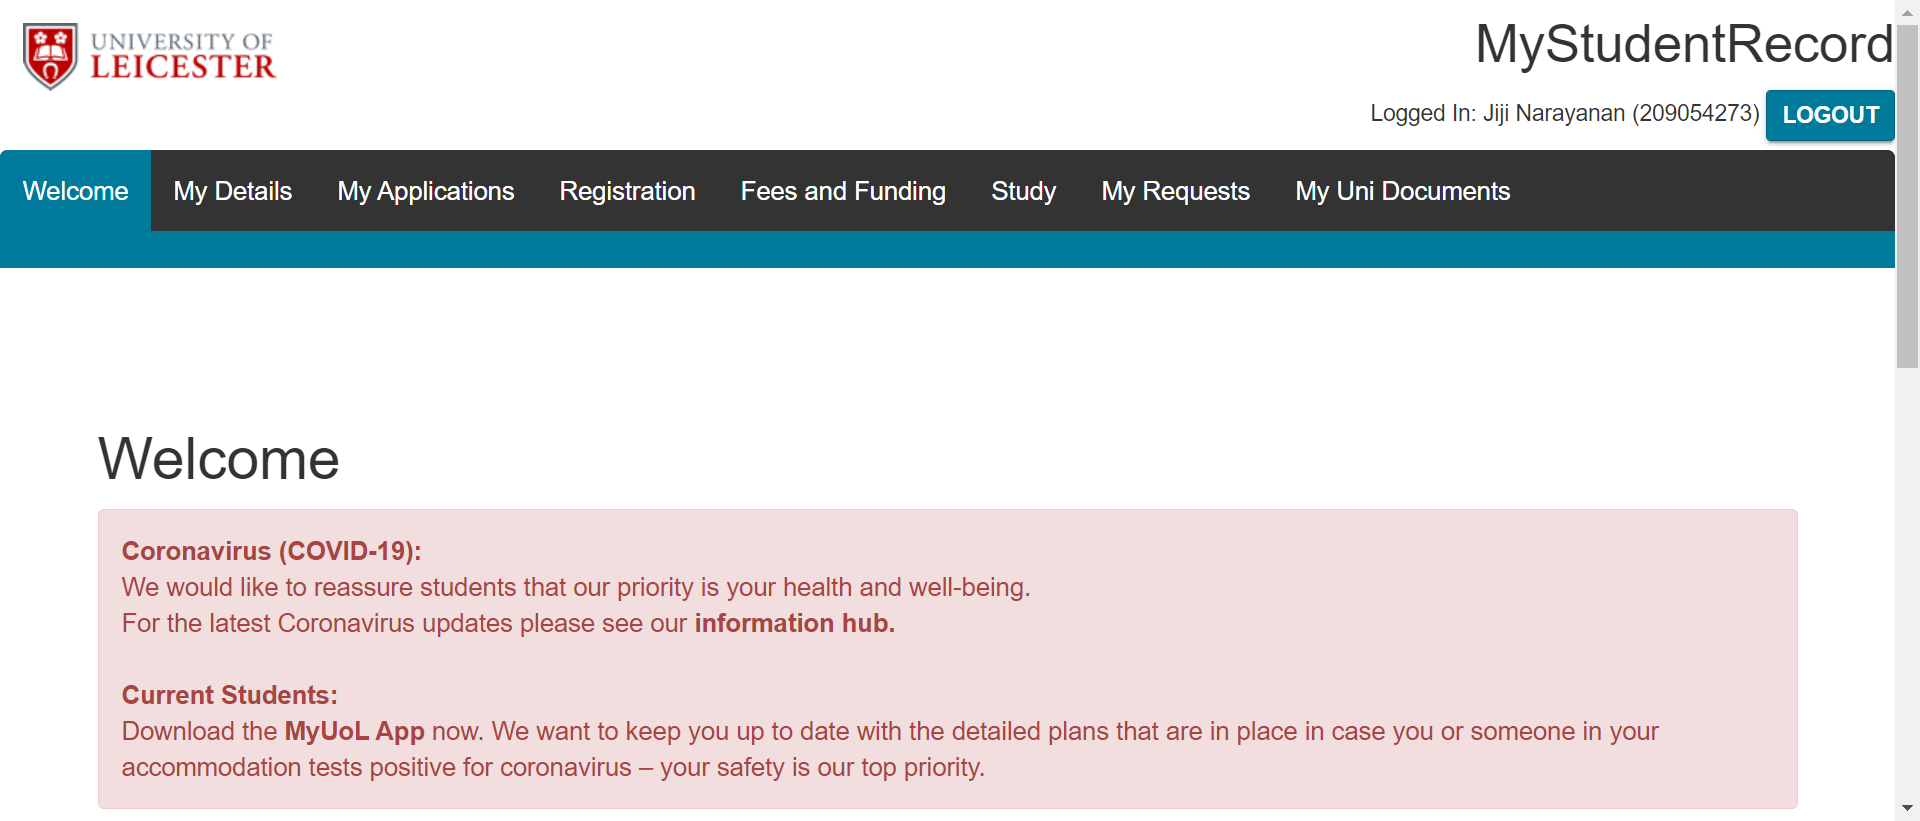 UNIVERSITY OF
LEICESTER
MyStudentRecord
Logged In: Jiji Narayanan (209054273) LOGOUT
Welcome My Details My Applications Registration Fees and Funding Study My Requests My Uni Documents
Welcome
Coronavirus (COVID-19):
We would like to reassure students that our priority is your health and well-being.
For the latest Coronavirus updates please see our information hub.
Current Students:
Download the MyUoL App now. We want to keep you up to date with the detailed plans that are in place in case you or someone in your
accommodation tests positive for coronavirus – your safety is our top priority.